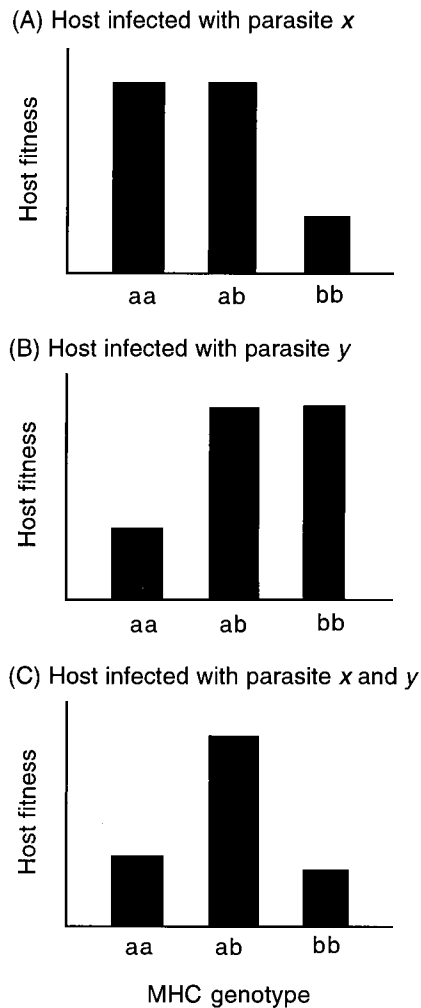 (A) Host infected with parasite x
Host fitness
aa ab bb
(B) Host infected with parasite y
Host fitness
aa ab bb
(C) Host infected with parasite x and y
Host fitness
aa ab bb
MHC genotype